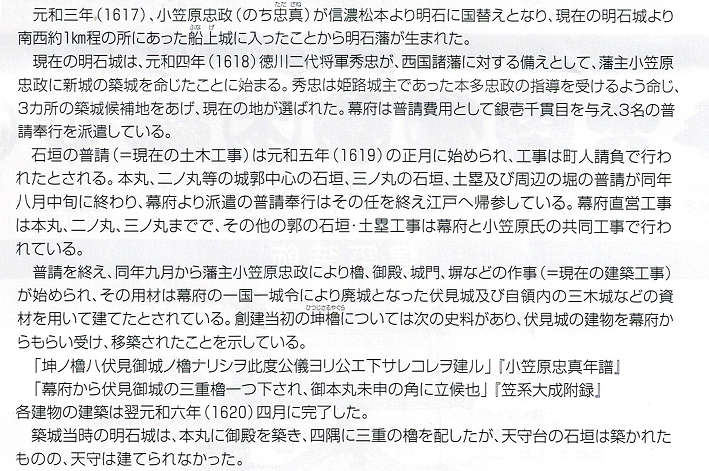 元和三年(1617)、小笠原忠政(のち忠真)が信濃松本より明石に国替えとなり、現在の明石城より
南西約1km程の所にあった船上城に入ったことから明石藩が生まれた。
現在の明石城は、元和四年(1618)徳川二代将軍秀忠が、西国諸藩に対する備えとして、藩主小笠原
忠政に新城の築城を命じたことに始まる。秀忠は姫路城主であった本多忠政の指導を受けるよう命じ、
3カ所の築城候補地をあげ、現在の地が選ばれた。幕府は普請費用として銀壱千貫目を与え、3名の普
請奉行を派遣している。
石垣の普請(=現在の土木工事)は元和五年(1619)の正月に始められ、工事は町人請負で行わ
れたとされる。本丸、二ノ丸等の城郭中心の石垣、三ノ丸の石垣、土塁及び周辺の堀の普請が同年
八月中旬に終わり、幕府より派遣の普請奉行はその任を終え江戸へ帰参している。幕府直営工事
は本丸、二ノ丸、三ノ丸までで、その他の郭の石垣・土塁工事は幕府と小笠原氏の共同工事で行わ
れている。
普請を終え、同年九月から藩主小笠原忠政により櫓、御殿、城門、塀などの作事(=現在の建築工事)
が始められ、その用材は幕府の一国一城令により廃城となった伏見城及び自領内の三木城などの資
材を用いて建てたとされている。創建当初の坤櫓については次の史料があり、伏見城の建物を幕府か
らもらい受け、移築されたことを示している。
「坤ノ櫓ハ伏見御城ノ櫓ナリシヲ此度公儀ヨリ公エ下サレコレヲ建ル」『小笠原忠真年譜』
「幕府から伏見御城の三重櫓一つ下され、御本丸未申の角に立候也」『笠系大成附録』
各建物の建築は翌元和六年(1620)四月に完了した。
築城当時の明石城は、本丸に御殿を築き、四隅に三重の櫓を配したが、天守台の石垣は築かれた
ものの、天守は建てられなかった。